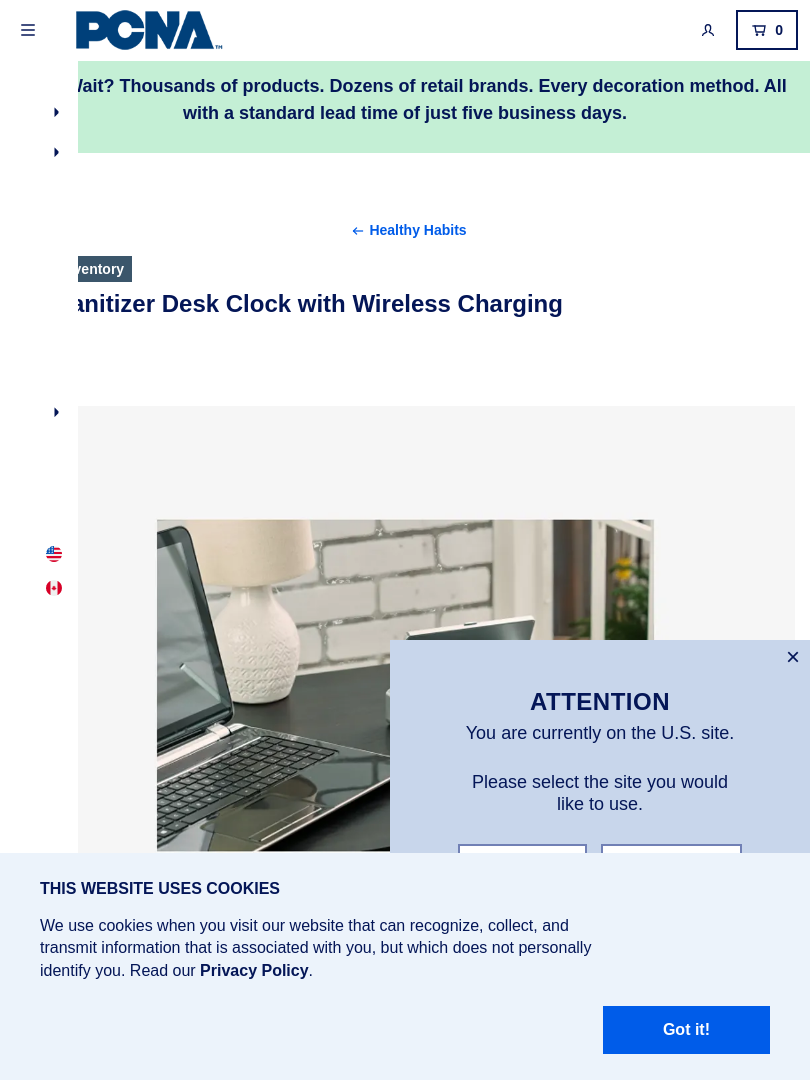 PCNA™
0
Wait? Thousands of products. Dozens of retail brands. Every decoration method. All
with a standard lead time of just five business days.
Healthy Habits
Sanitizer Desk Clock with Wireless Charging
ATTENTION
You are currently on the U.S. site.
Please select the site you would
like to use.
THIS WEBSITE USES COOKIES
We use cookies when you visit our website that can recognize, collect, and
transmit information that is associated with you, but which does not personally
identify you. Read our Privacy Policy.
Got it!